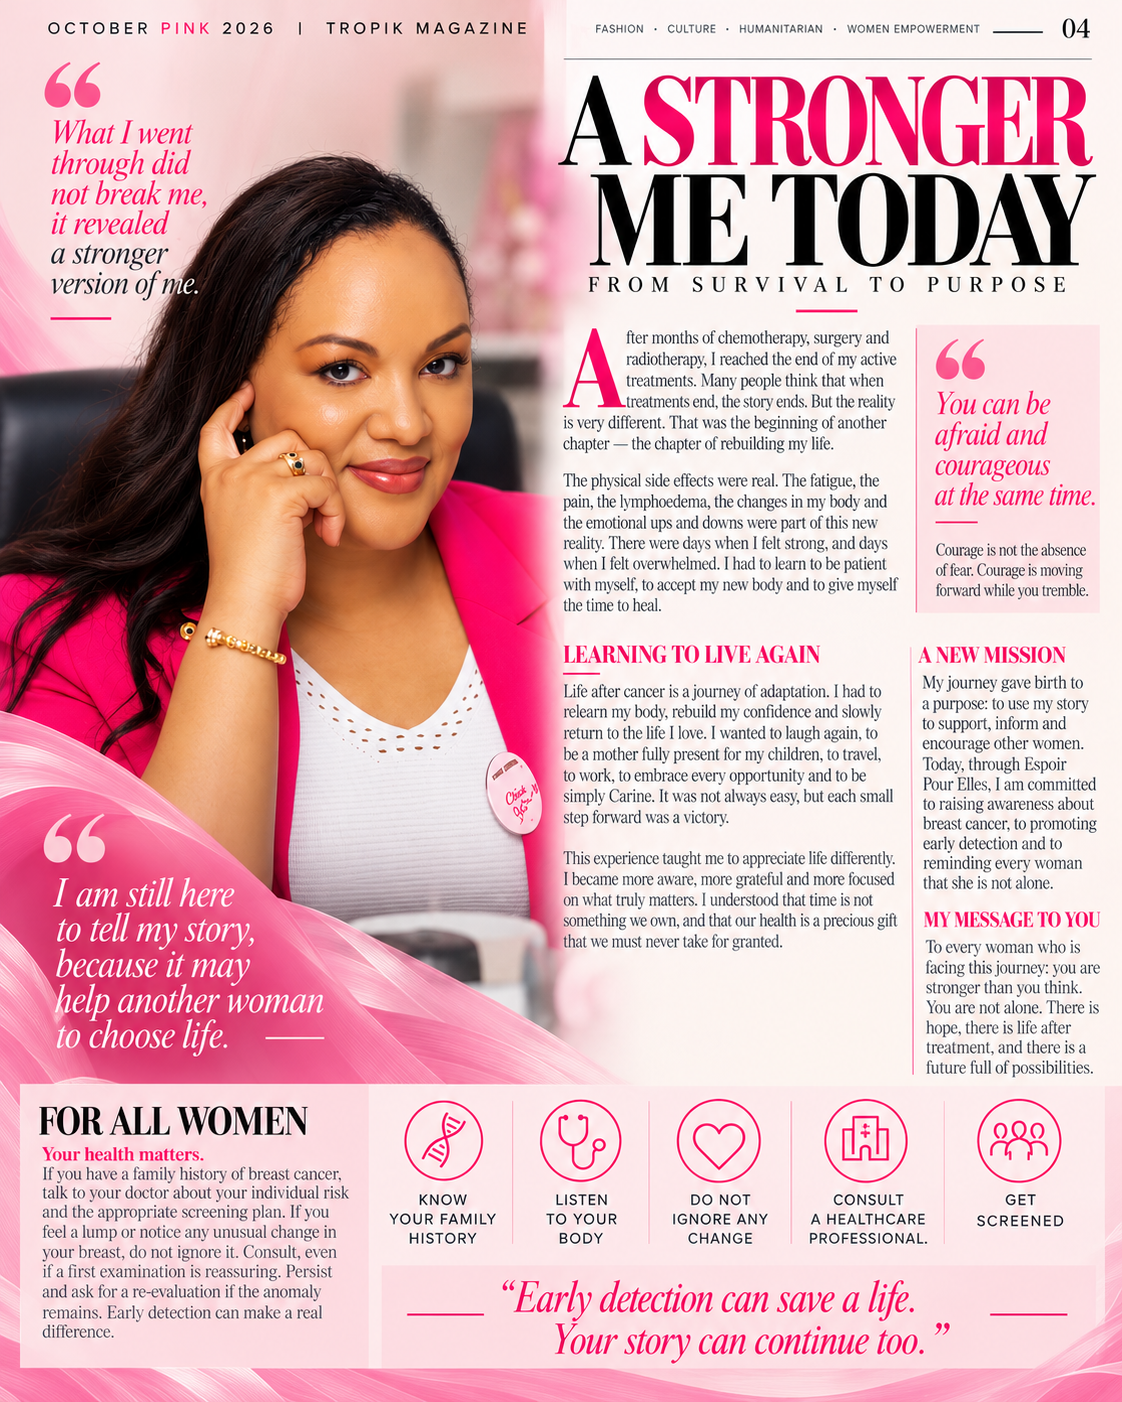 OCTOBER PINK 2026 | TROPIK MAGAZINE
FASHION · CULTURE · HUMANITARIAN · WOMEN EMPOWERMENT
04
“
What I went
through did
not break me,
it revealed
a stronger
version of me.
A STRONGER
ME TODAY
FROM SURVIVAL TO PURPOSE
After months of chemotherapy, surgery and
radiotherapy, I reached the end of my active
treatments. Many people think that when
treatments end, the story ends. But the reality
is very different. That was the beginning of another
chapter — the chapter of rebuilding my life.
The physical side effects were real. The fatigue, the
pain, the lymphoedema, the changes in my body and
the emotional ups and downs were part of this new
reality. There were days when I felt strong, and days
when I felt overwhelmed. I had to learn to be patient
with myself, to accept my new body and to give myself
the time to heal.
“
You can be
afraid and
courageous
at the same time.
Courage is not the absence
of fear. Courage is moving
forward while you tremble.
LEARNING TO LIVE AGAIN
Life after cancer is a journey of adaptation. I had to
relearn my body, rebuild my confidence and slowly
return to the life I love. I wanted to laugh again, to
be a mother fully present for my children, to travel,
to work, to embrace every opportunity and to be
simply Carine. It was not always easy, but each small
step forward was a victory.
This experience taught me to appreciate life differently.
I became more aware, more grateful and more focused
on what truly matters. I understood that time is not
something we own, and that our health is a precious gift
that we must never take for granted.
A NEW MISSION
My journey gave birth to
a purpose: to use my story
to support, inform and
encourage other women.
Today, through Espoir
Pour Elles, I am committed
to raising awareness about
breast cancer, to promoting
early detection and to
reminding every woman
that she is not alone.
MY MESSAGE TO YOU
To every woman who is
facing this journey: you are
stronger than you think.
You are not alone. There is
hope, there is life after
treatment, and there is a
future full of possibilities.
“
I am still here
to tell my story,
because it may
help another woman
to choose life.
FOR ALL WOMEN
Your health matters.
If you have a family history of breast cancer,
talk to your doctor about your individual risk
and the appropriate screening plan. If you
feel a lump or notice any unusual change in
your breast, do not ignore it. Consult, even
if a first examination is reassuring. Persist
and ask for a re-evaluation if the anomaly
remains. Early detection can make a real
difference.
KNOW
YOUR FAMILY
HISTORY
LISTEN
TO YOUR
BODY
DO NOT
IGNORE ANY
CHANGE
CONSULT
A HEALTHCARE
PROFESSIONAL.
GET
SCREENED
“Early detection can save a life.
Your story can continue too.”